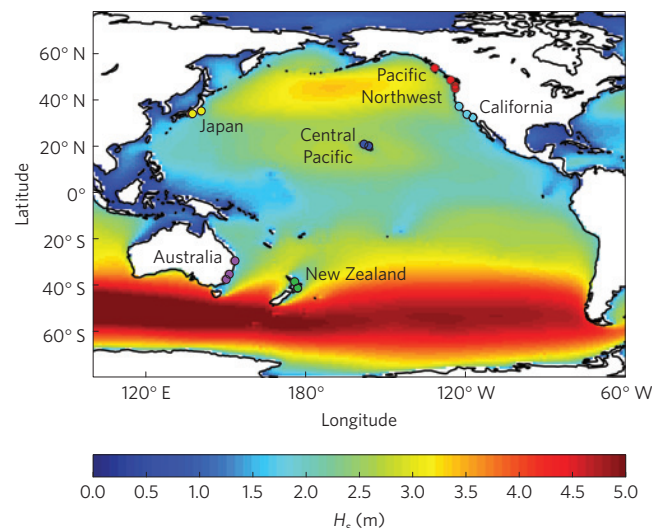 60° N
40° N
20° N
0°
20° S
40° S
60° S
Latitude
Pacific
Northwest
California
Japan
Central
Pacific
Australia
New Zealand
120° E
180°
120° W
60° W
Longitude
0.0 0.5 1.0 1.5 2.0 2.5 3.0 3.5 4.0 4.5 5.0
Hs (m)